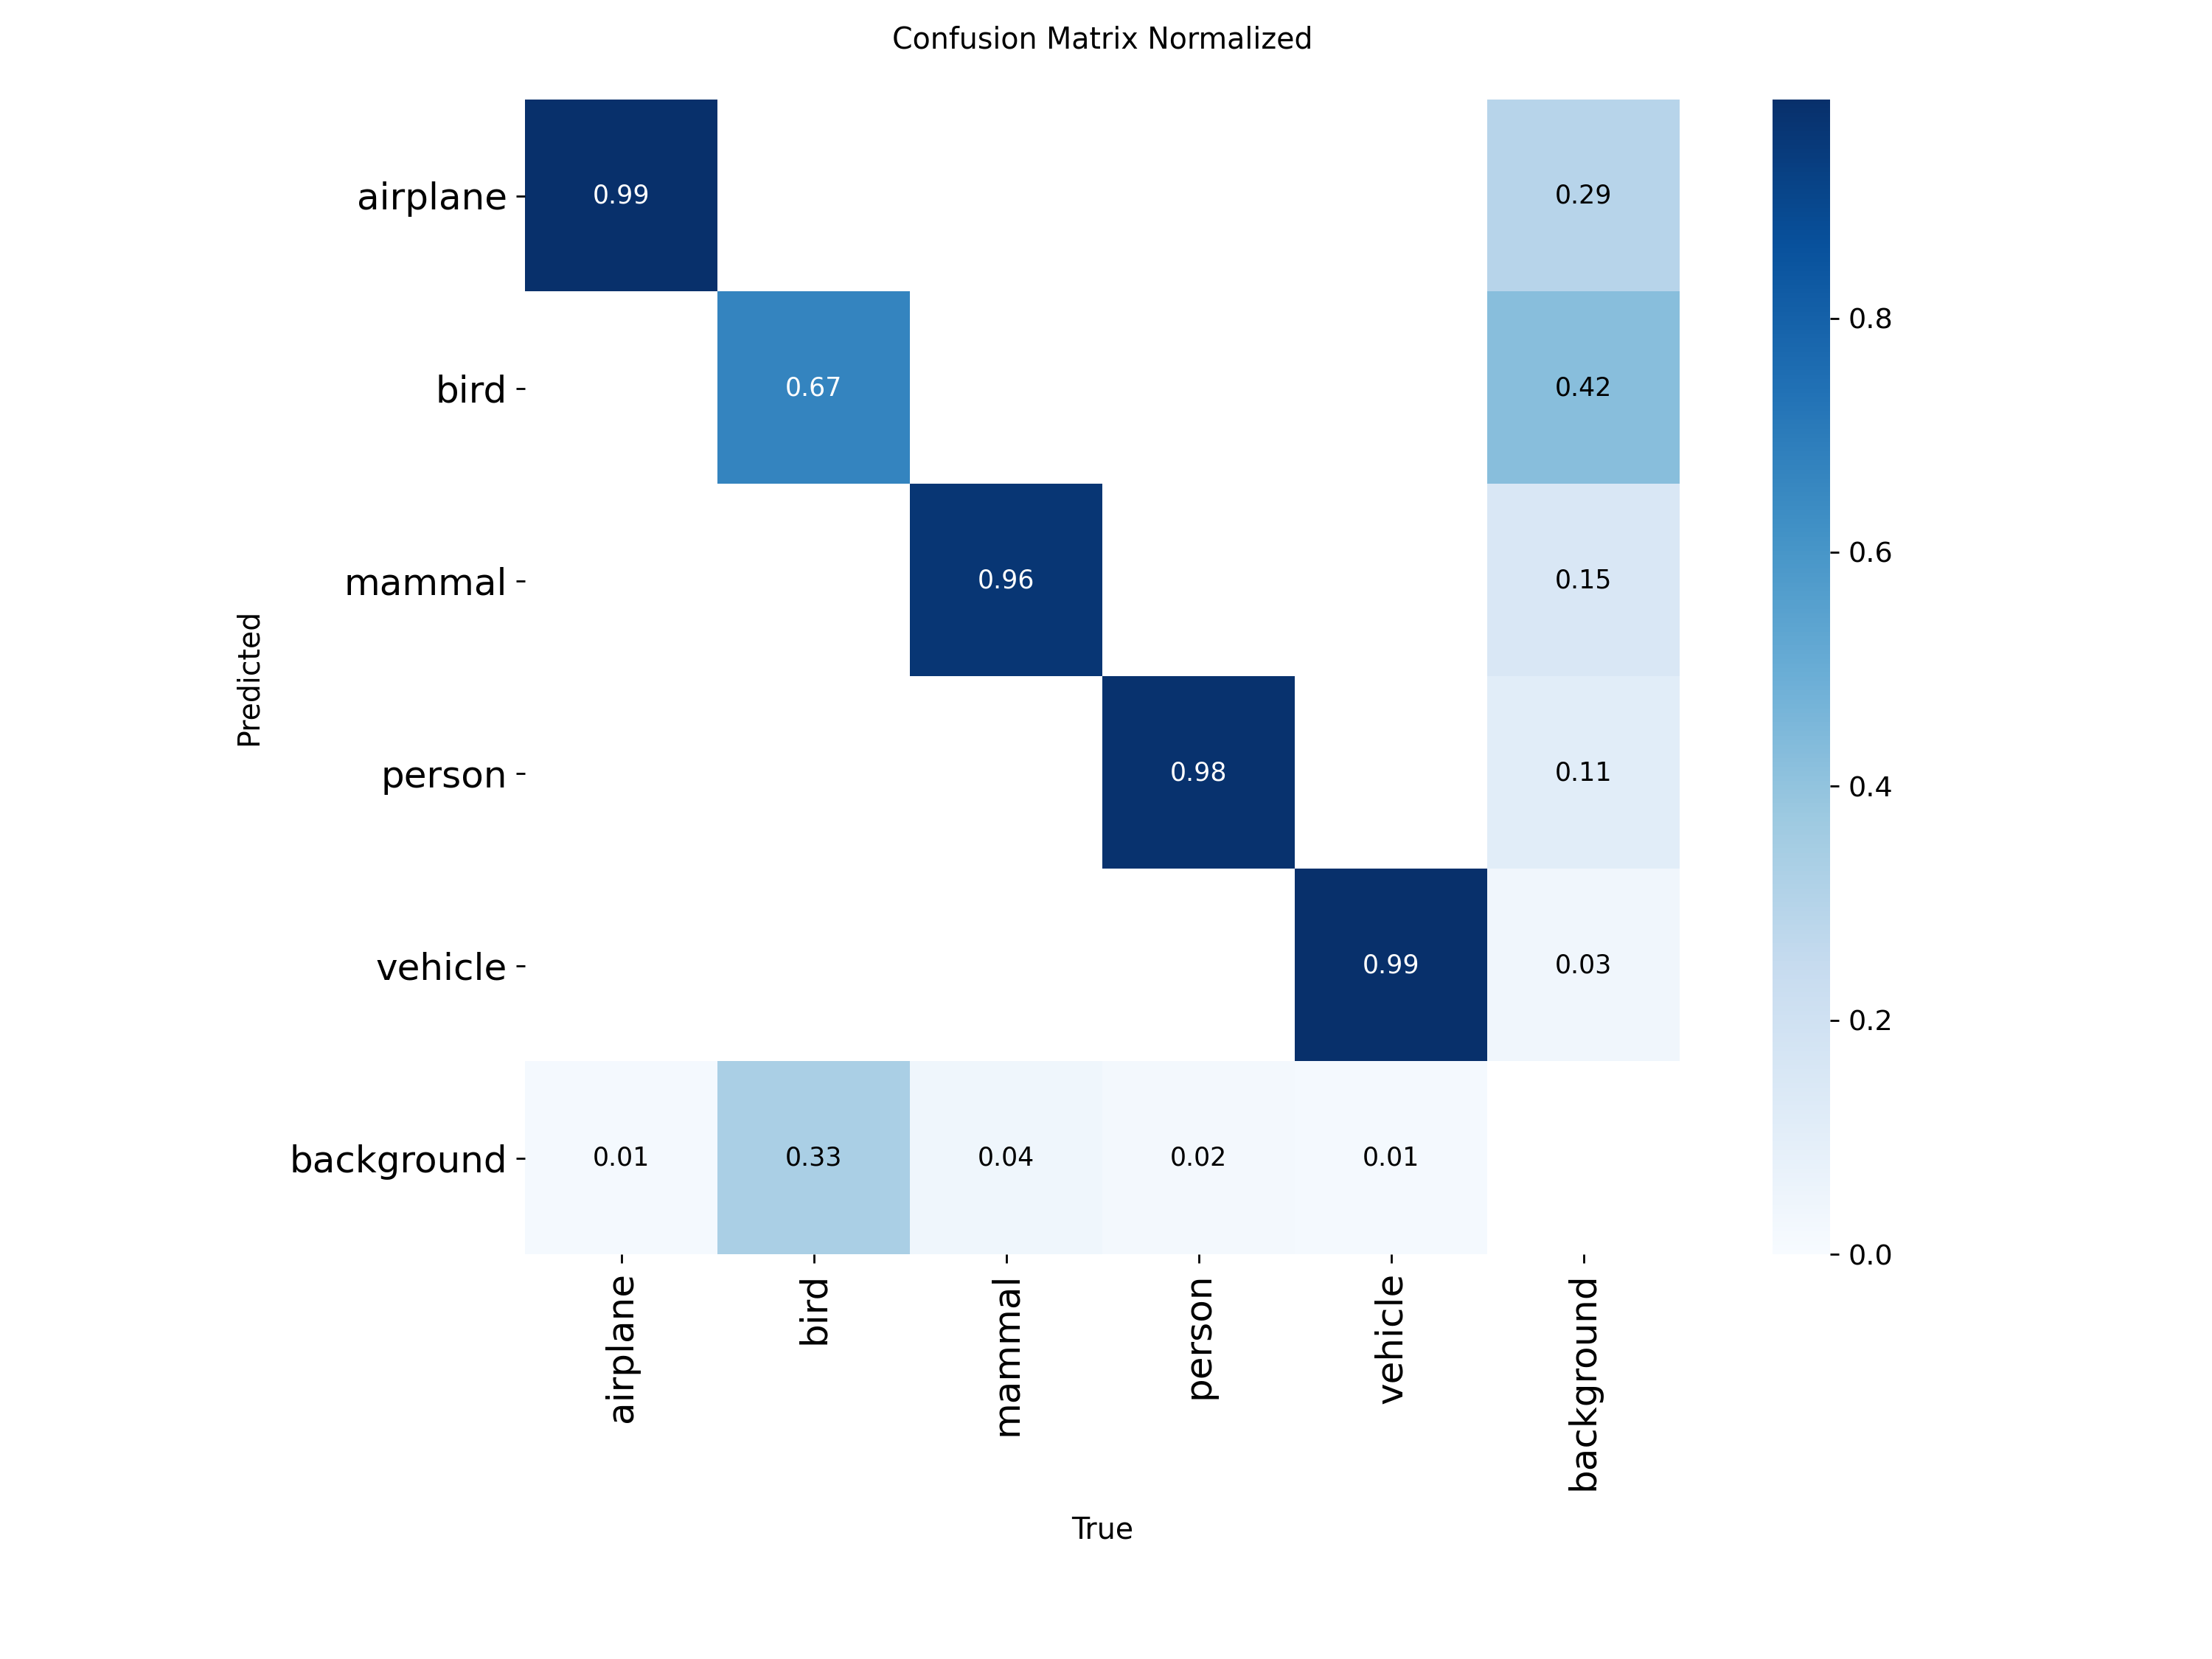 Confusion Matrix Normalized
airplane
0.99
0.29
bird
0.67
0.42
mammal
0.96
0.15
person
0.98
0.11
vehicle
0.99
0.03
background
0.01
0.33
0.04
0.02
0.01
airplane
bird
mammal
person
vehicle
background
Predicted
True
0.8
0.6
0.4
0.2
0.0